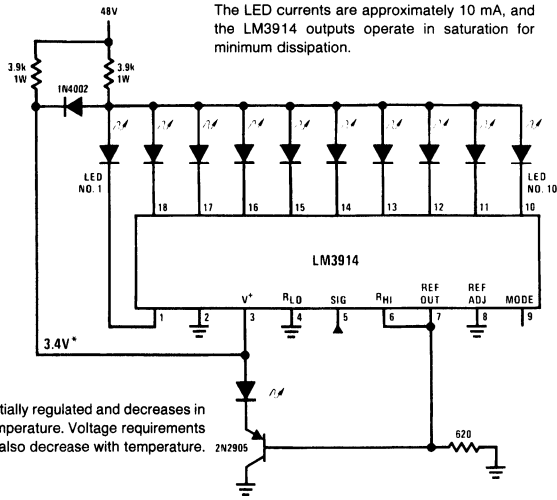 48V
The LED currents are approximately 10 mA, and
the LM3914 outputs operate in saturation for
minimum dissipation.
3.9k
1W
3.9k
1W
1N4002
LED
NO. 1
LED
NO. 10
18 17 16 15 14 13 12 11 10
LM3914
V+ RLO SIG RHI REF OUT REF ADJ MODE
1 2 3 4 5 6 7 8 9
3.4V*
tially regulated and decreases in
mperature. Voltage requirements
also decrease with temperature.
2N2905
620